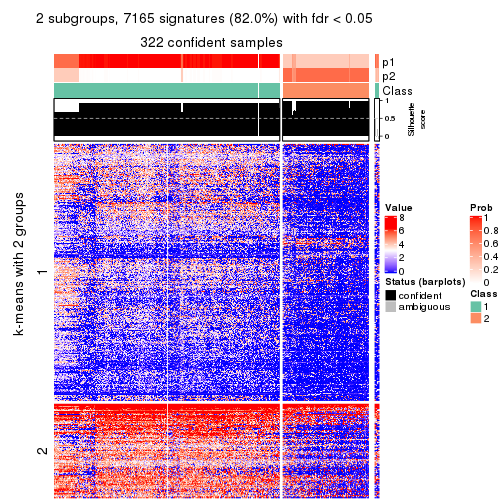 2 subgroups, 7165 signatures (82.0%) with fdr < 0.05
322 confident samples
p1
p2
Class
1
0.5
0
Silhouette
score
k-means with 2 groups
1
2
Value
8
6
4
2
0
Status (barplots)
confident
ambiguous
Prob
1
0.8
0.6
0.4
0.2
0
Class
1
2